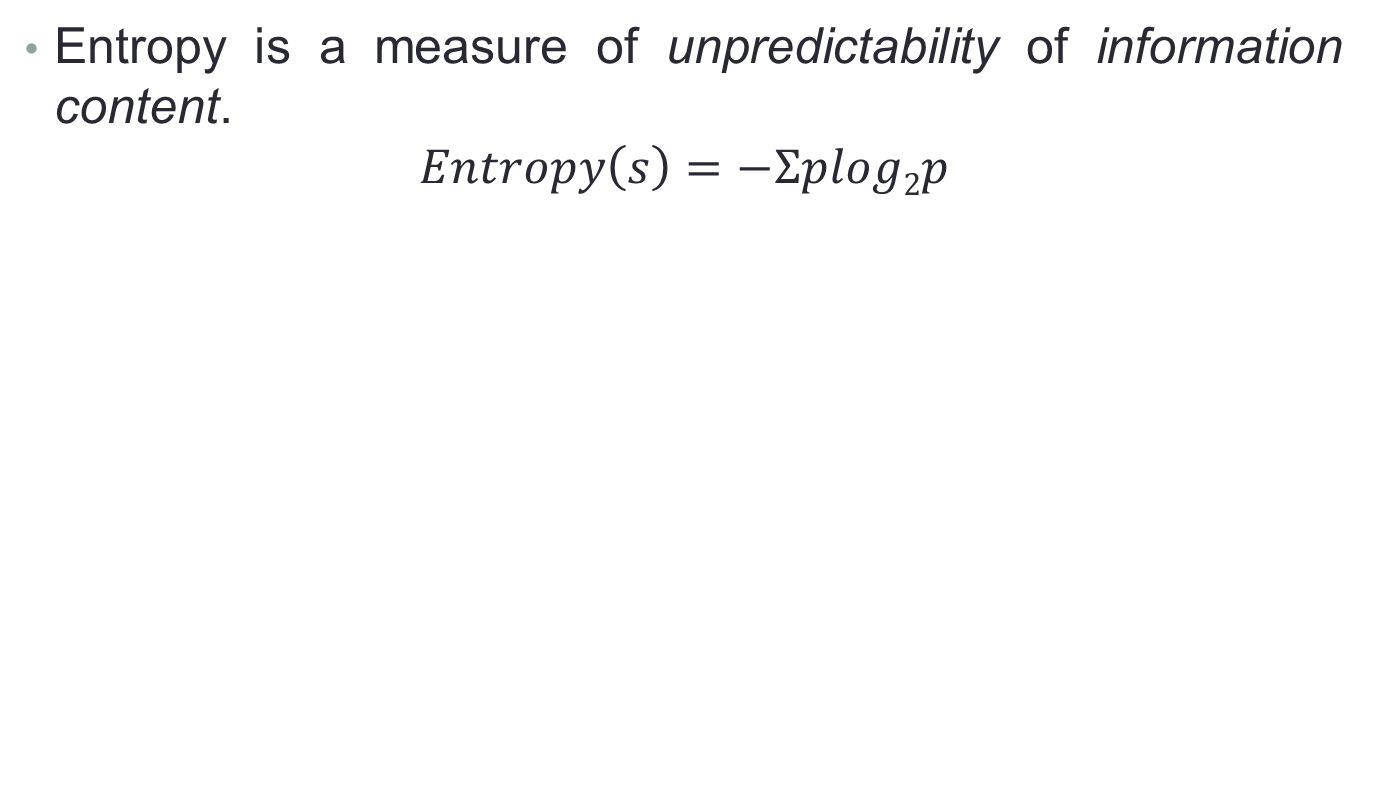 • Entropy is a measure of unpredictability of information
content.
𝐸𝑛𝑡𝑟𝑜𝑝𝑦(𝑠) = −Σ𝑝𝑙𝑜𝑔₂𝑝